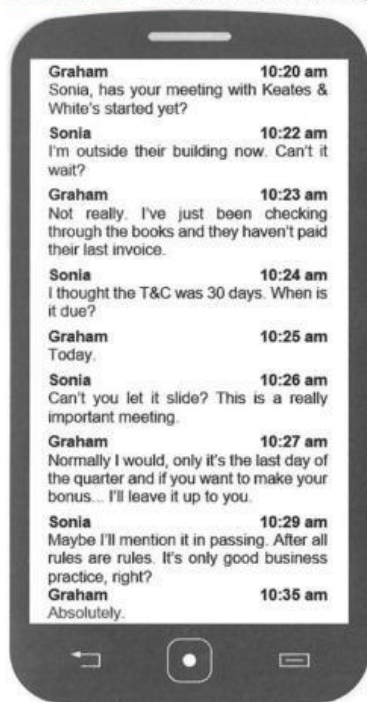 Graham 10:20 am
Sonia, has your meeting with Keates &
White's started yet?
Sonia 10:22 am
I'm outside their building now. Can't it
wait?
Graham 10:23 am
Not really. I've just been checking
through the books and they haven't paid
their last invoice.
Sonia 10:24 am
I thought the T&C was 30 days. When is
it due?
Graham 10:25 am
Today.
Sonia 10:26 am
Can't you let it slide? This is a really
important meeting.
Graham 10:27 am
Normally I would, only it's the last day of
the quarter and if you want to make your
bonus... I'll leave it up to you.
Sonia 10:29 am
Maybe I'll mention it in passing. After all
rules are rules. It's only good business
practice, right?
Graham 10:35 am
Absolutely.